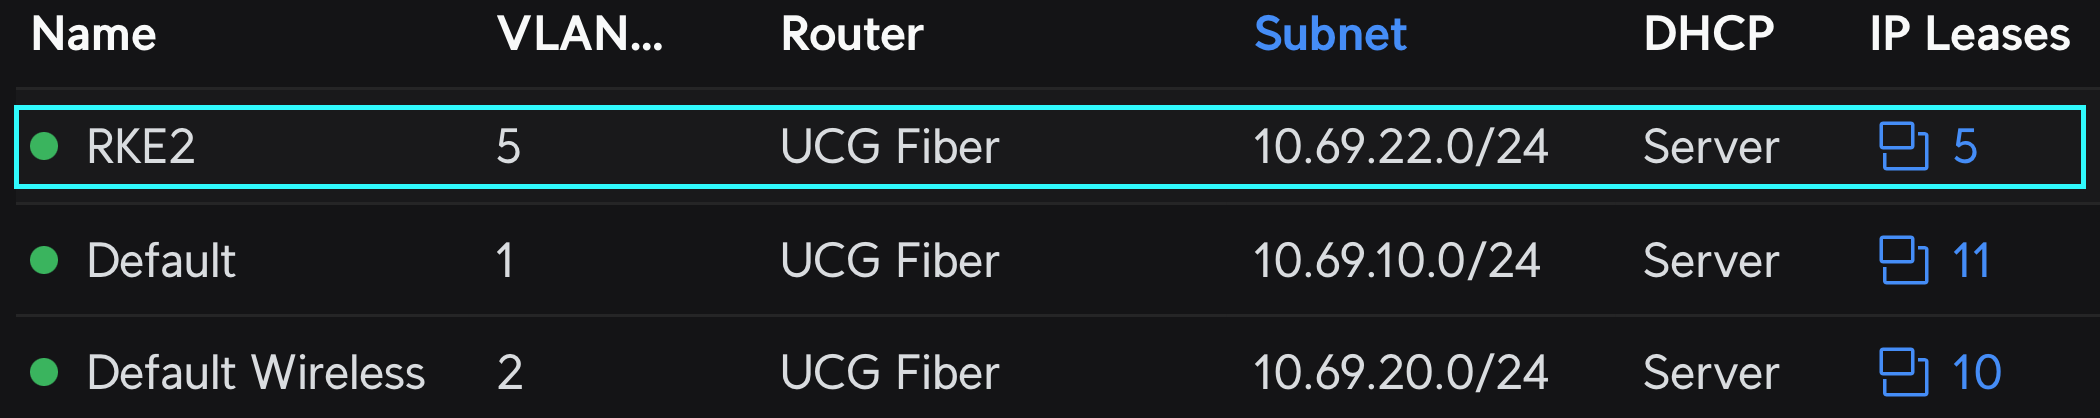 Name VLAN... Router Subnet DHCP IP Leases
RKE2 5 UCG Fiber 10.69.22.0/24 Server 5
Default 1 UCG Fiber 10.69.10.0/24 Server 11
Default Wireless 2 UCG Fiber 10.69.20.0/24 Server 10